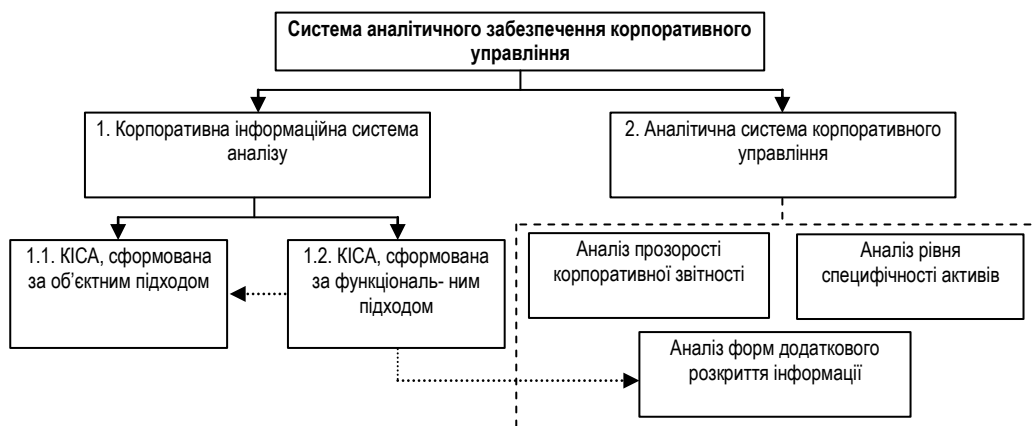 Система аналітичного забезпечення корпоративного
управління
1. Корпоративна інформаційна система
аналізу
2. Аналітична система корпоративного
управління
1.1. КІСА, сформована
за об’єктним підходом
1.2. КІСА, сформована
за функціональ- ним
підходом
Аналіз прозорості
корпоративної звітності
Аналіз рівня
специфічності активів
Аналіз форм додаткового
розкриття інформації